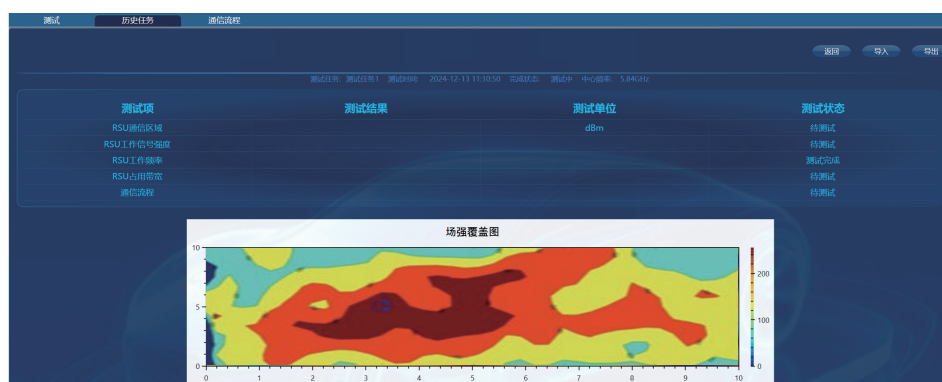 测试 历史任务 通信流程
返回 导入 导出
测试任务: 测试任务1 测试时间: 2024-12-13 11:10:50 完成状态: 测试中 中心频率: 5.84GHz
测试项 测试结果 测试单位 测试状态
RSU通信区域 dBm 待测试
RSU工作信号强度 待测试
RSU工作频率 测试完成
RSU占用带宽 待测试
通信流程 待测试
场强覆盖图
10
200
5
100
0 0
0 1 2 3 4 5 6 7 8 9 10